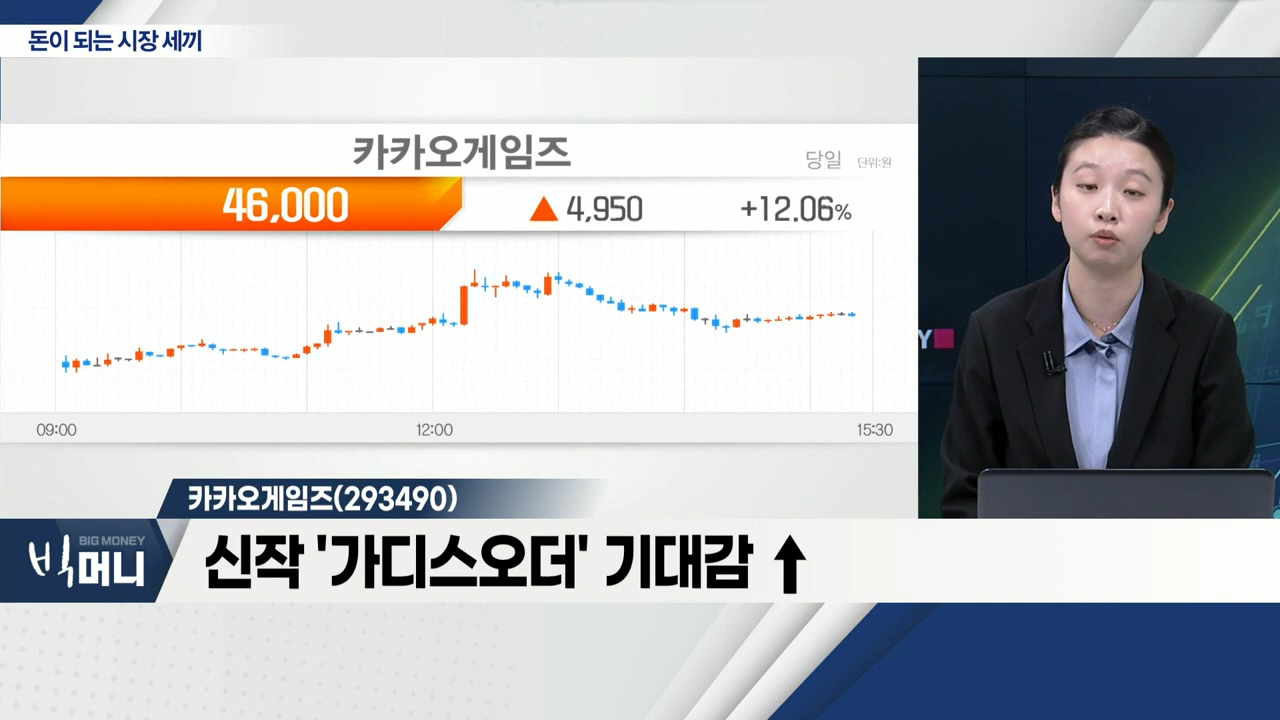 돈이 되는 시장 세끼
카카오게임즈
당일 단위:원
46,000 ▲ 4,950 +12.06%
09:00 12:00 15:30
Y
카카오게임즈(293490)
BIG MONEY
빅머니
신작 '가디스오더' 기대감 ↑